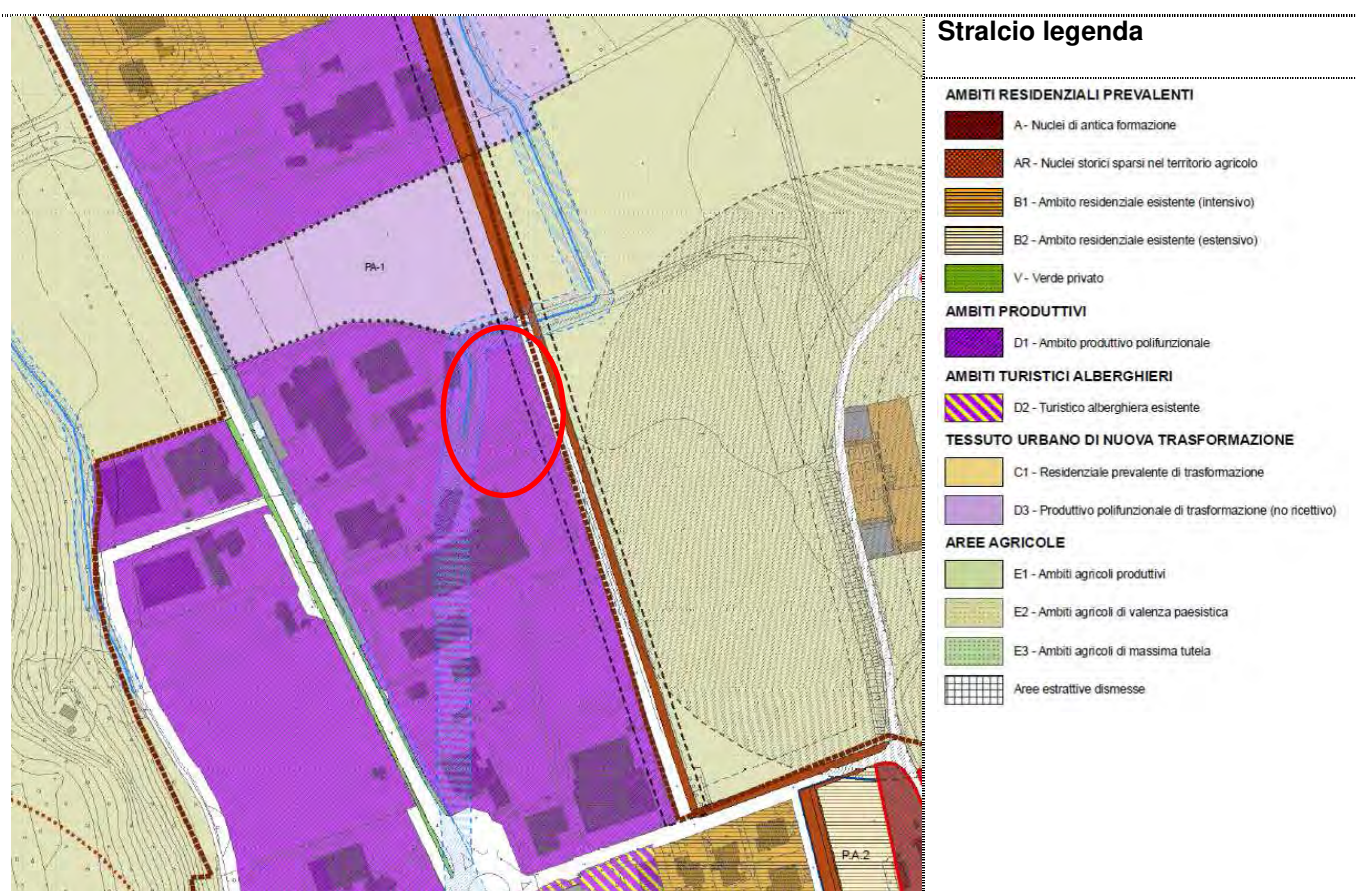 Stralcio legenda
AMBITI RESIDENZIALI PREVALENTI
A - Nuclei di antica formazione
AR - Nuclei storici sparsi nel territorio agricolo
B1 - Ambito residenziale esistente (intensivo)
B2 - Ambito residenziale esistente (estensivo)
V - Verde privato
AMBITI PRODUTTIVI
D1 - Ambito produttivo polifunzionale
AMBITI TURISTICI ALBERGHIERI
D2 - Turistico alberghiera esistente
TESSUTO URBANO DI NUOVA TRASFORMAZIONE
C1 - Residenziale prevalente di trasformazione
D3 - Produttivo polifunzionale di trasformazione (no ricettivo)
AREE AGRICOLE
E1 - Ambiti agricoli produttivi
E2 - Ambiti agricoli di valenza paesistica
E3 - Ambiti agricoli di massima tutela
Aree estrattive dismesse
PA-1
P.A.2